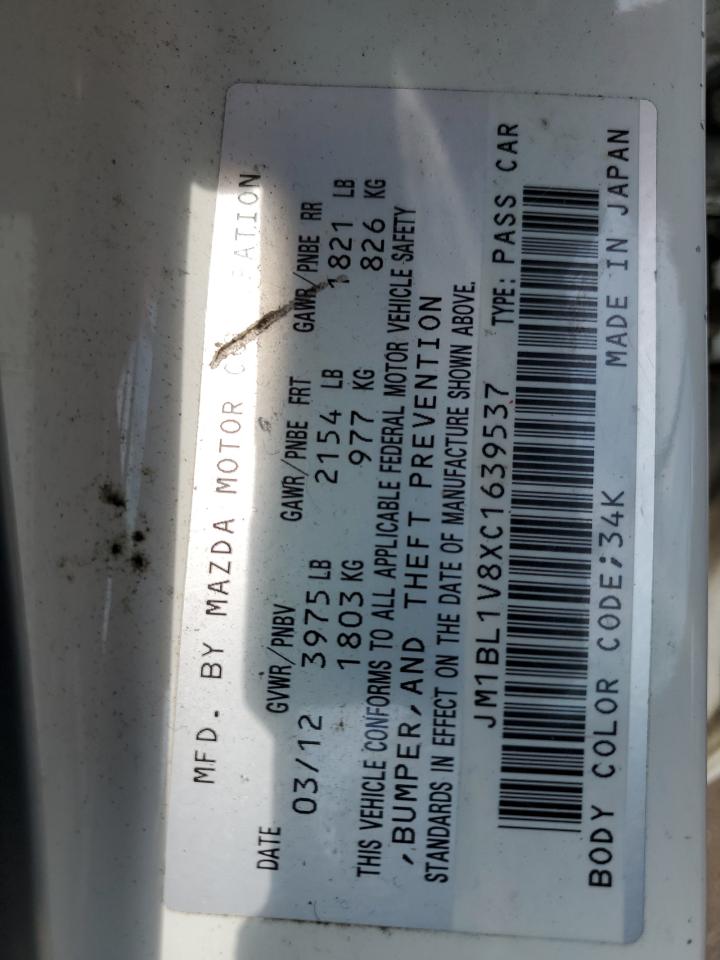 MFD. BY MAZDA MOTOR
DATE GVWR/PNBV GAWR/PNBE FRT GAWR/PNBE RR
03/12 3975 LB 2154 LB 821 LB
1803 KG 977 KG 826 KG
THIS VEHICLE CONFORMS TO ALL APPLICABLE FEDERAL MOTOR VEHICLE SAFETY
,BUMPER,AND THEFT PREVENTION
STANDARDS IN EFFECT ON THE DATE OF MANUFACTURE SHOWN ABOVE.
JM1BL1V8XC1639537 TYPE: PASS CAR
BODY COLOR CODE;34K MADE IN JAPAN